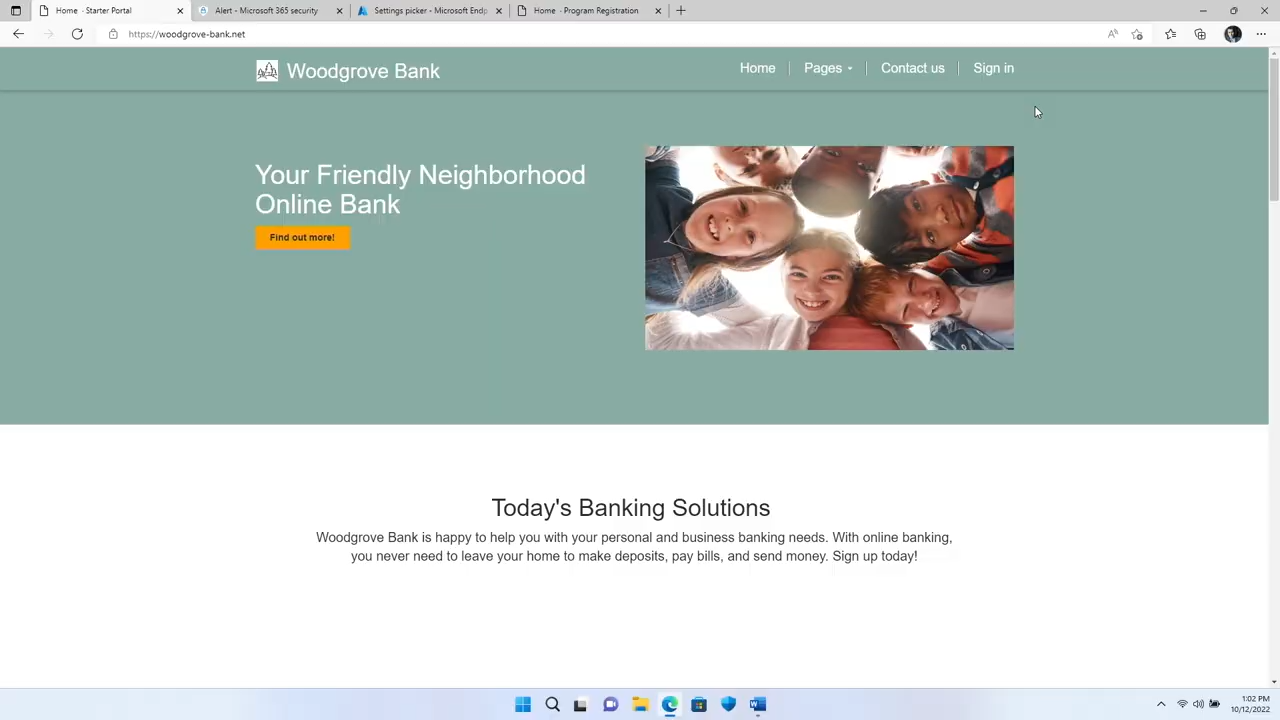 Home - Starter Portal
Alert - Microsoft 365 security
Settings picker - Microsoft Endp
Home - Program Registration
https://woodgrove-bank.net
Woodgrove Bank
Home
Pages
Contact us
Sign in
Your Friendly Neighborhood
Online Bank
Find out more!
Today's Banking Solutions
Woodgrove Bank is happy to help you with your personal and business banking needs. With online banking,
you never need to leave your home to make deposits, pay bills, and send money. Sign up today!
1:02 PM
10/12/2022